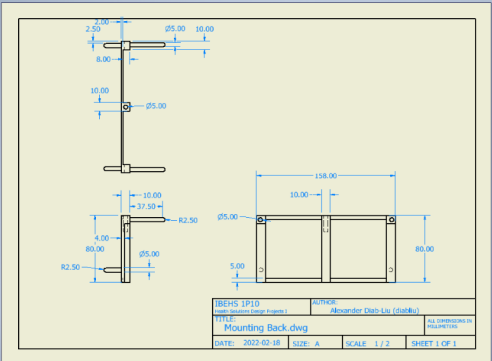 2.00
2.50
Ø5.00
10.00
8.00
10.00
Ø5.00
158.00
10.00
10.00
37.50
R2.50
Ø5.00
4.00
80.00
Ø5.00
80.00
R2.50
5.00
IBEHS 1P10
Health Solutions Design Projects I
AUTHOR:
Alexander Diab-Liu (diabliu)
TITLE:
Mounting Back.dwg
ALL DIMENSIONS IN
MILLIMETERS
DATE: 2022-02-18
SIZE: A
SCALE 1 / 2
SHEET 1 OF 1